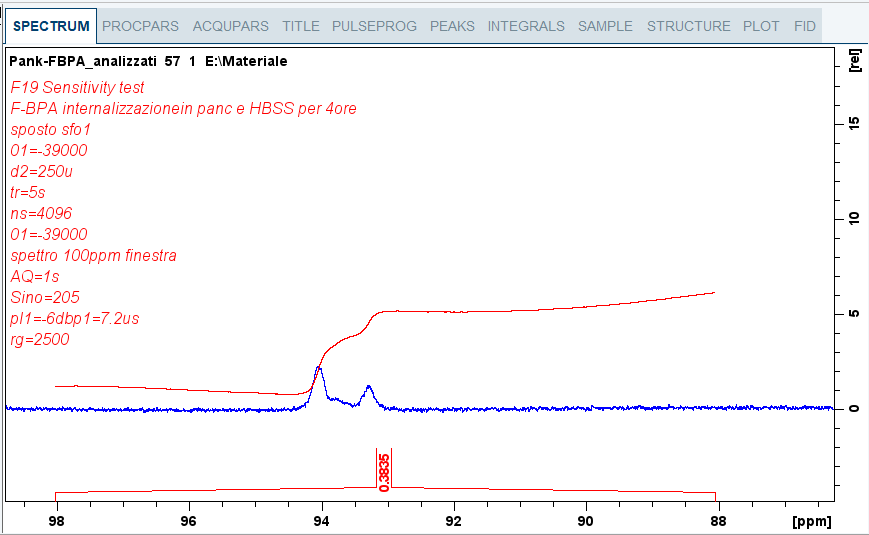 SPECTRUM PROCPARS ACQUPARS TITLE PULSEPROG PEAKS INTEGRALS SAMPLE STRUCTURE PLOT FID
Pank-FBPA_analizzati 57 1 E:\Materiale
F19 Sensitivity test
F-BPA internalizzazionein panc e HBSS per 4ore
sposto sfo1
01=-39000
d2=250u
tr=5s
ns=4096
01=-39000
spettro 100ppm finestra
AQ=1s
Sino=205
pl1=-6dbp1=7.2us
rg=2500
[rel]
15
10
5
0
0.3835
98 96 94 92 90 88 [ppm]